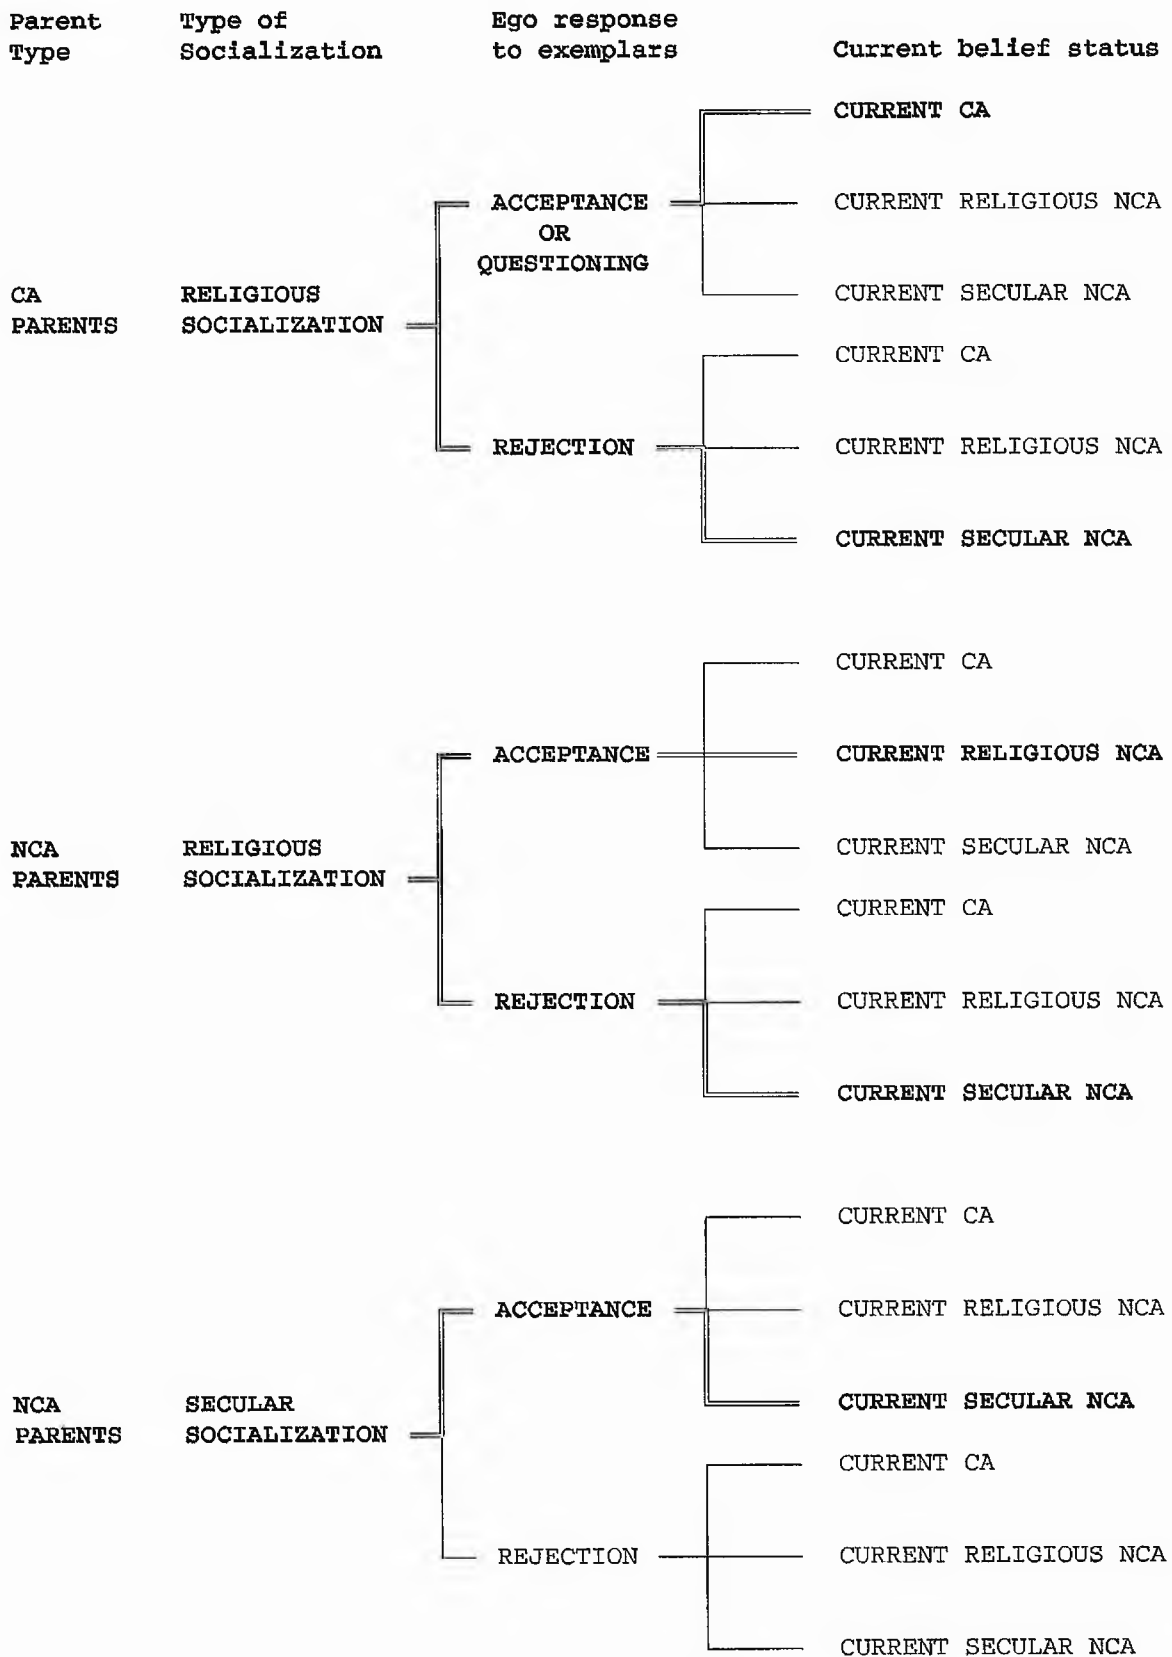 Parent Type of Ego response
Type Socialization to exemplars Current belief status
CURRENT CA
ACCEPTANCE CURRENT RELIGIOUS NCA
OR
QUESTIONING
CA RELIGIOUS CURRENT SECULAR NCA
PARENTS SOCIALIZATION
CURRENT CA
REJECTION CURRENT RELIGIOUS NCA
CURRENT SECULAR NCA
CURRENT CA
ACCEPTANCE CURRENT RELIGIOUS NCA
NCA RELIGIOUS CURRENT SECULAR NCA
PARENTS SOCIALIZATION
CURRENT CA
REJECTION CURRENT RELIGIOUS NCA
CURRENT SECULAR NCA
CURRENT CA
ACCEPTANCE CURRENT RELIGIOUS NCA
NCA SECULAR CURRENT SECULAR NCA
PARENTS SOCIALIZATION
CURRENT CA
REJECTION CURRENT RELIGIOUS NCA
CURRENT SECULAR NCA